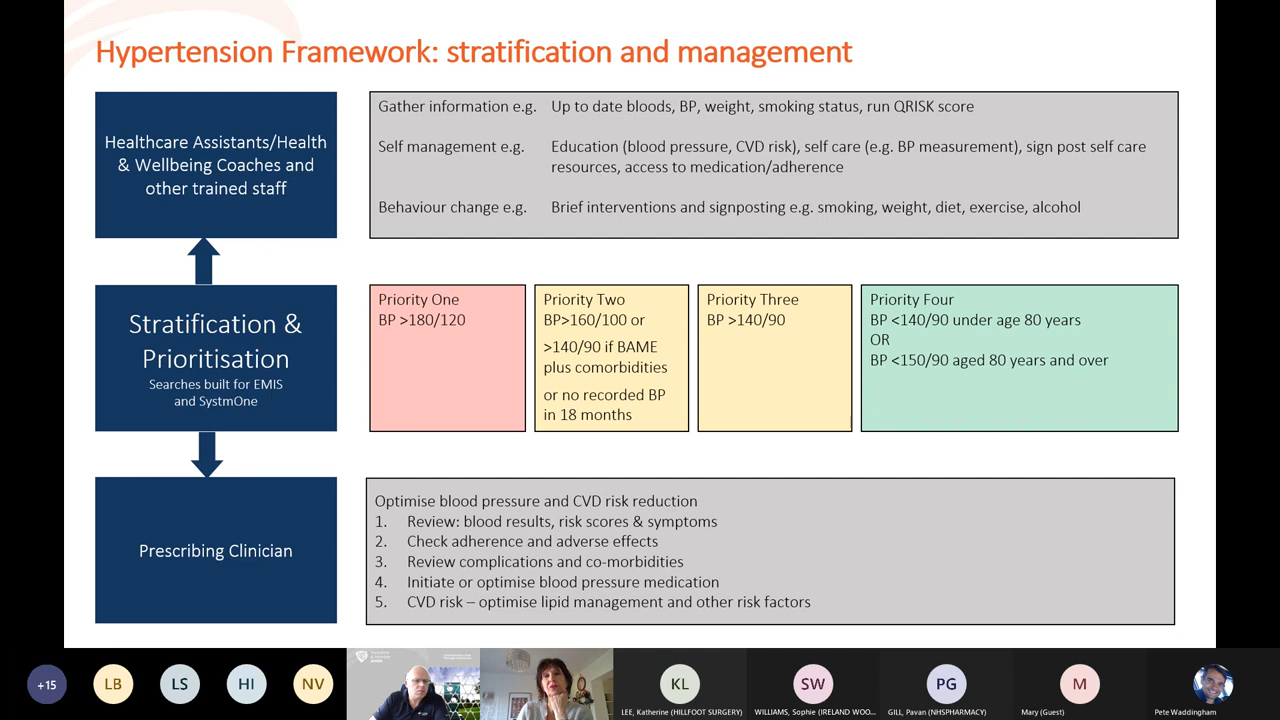 Hypertension Framework: stratification and management
Healthcare Assistants/Health
& Wellbeing Coaches and
other trained staff
Gather information e.g. Up to date bloods, BP, weight, smoking status, run QRISK score
Self management e.g. Education (blood pressure, CVD risk), self care (e.g. BP measurement), sign post self care
resources, access to medication/adherence
Behaviour change e.g. Brief interventions and signposting e.g. smoking, weight, diet, exercise, alcohol
Stratification &
Prioritisation
Searches built for EMIS
and SystmOne
Priority One
BP >180/120
Priority Two
BP>160/100 or
>140/90 if BAME
plus comorbidities
or no recorded BP
in 18 months
Priority Three
BP >140/90
Priority Four
BP <140/90 under age 80 years
OR
BP <150/90 aged 80 years and over
Prescribing Clinician
Optimise blood pressure and CVD risk reduction
1. Review: blood results, risk scores & symptoms
2. Check adherence and adverse effects
3. Review complications and co-morbidities
4. Initiate or optimise blood pressure medication
5. CVD risk – optimise lipid management and other risk factors
+15
LB
LS
HI
NV
KL
LEE, Katherine (HILLFOOT SURGERY)
SW
WILLIAMS, Sophie (IRELAND WOO...
PG
GILL, Pavan (NHSPHARMACY)
M
Mary (Guest)
Pete Waddingham